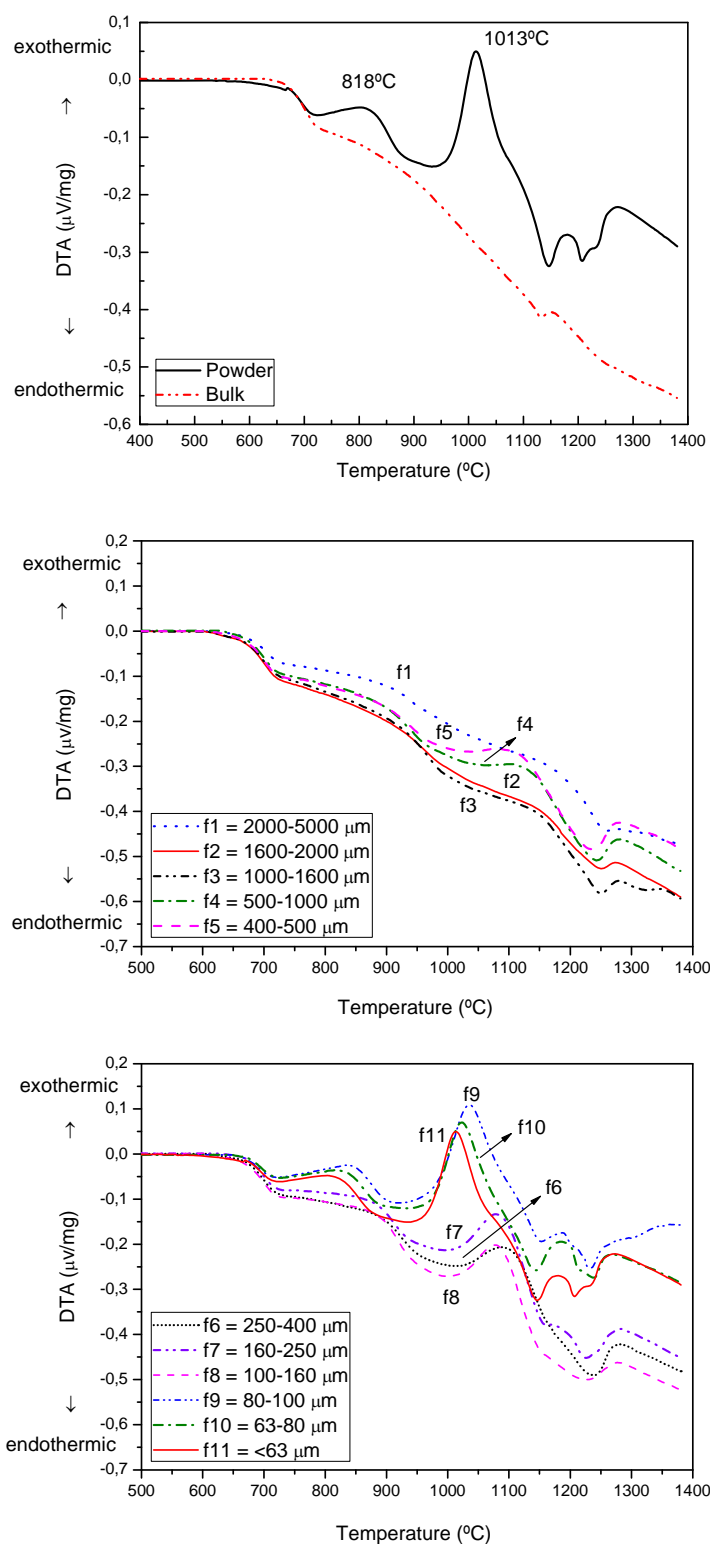 0,1
exothermic
1013ºC
818ºC
0,0
↑
-0,1
-0,2
DTA (μV/mg)
-0,3
-0,4
↓
-0,5
endothermic
Powder
Bulk
-0,6
400 500 600 700 800 900 1000 1100 1200 1300 1400
Temperature (ºC)
0,2
exothermic
0,1
↑
0,0
-0,1
f1
DTA (μv/mg)
-0,2
f5
f4
-0,3
f2
f3
-0,4
f1 = 2000-5000 μm
f2 = 1600-2000 μm
-0,5
f3 = 1000-1600 μm
↓
f4 = 500-1000 μm
-0,6
endothermic
f5 = 400-500 μm
-0,7
500 600 700 800 900 1000 1100 1200 1300 1400
Temperature (ºC)
0,2
exothermic
f9
0,1
↑
f11
f10
0,0
f6
-0,1
DTA (μv/mg)
f7
-0,2
-0,3
f8
f6 = 250-400 μm
-0,4
f7 = 160-250 μm
f8 = 100-160 μm
-0,5
f9 = 80-100 μm
↓
f10 = 63-80 μm
-0,6
endothermic
f11 = <63 μm
-0,7
500 600 700 800 900 1000 1100 1200 1300 1400
Temperature (ºC)